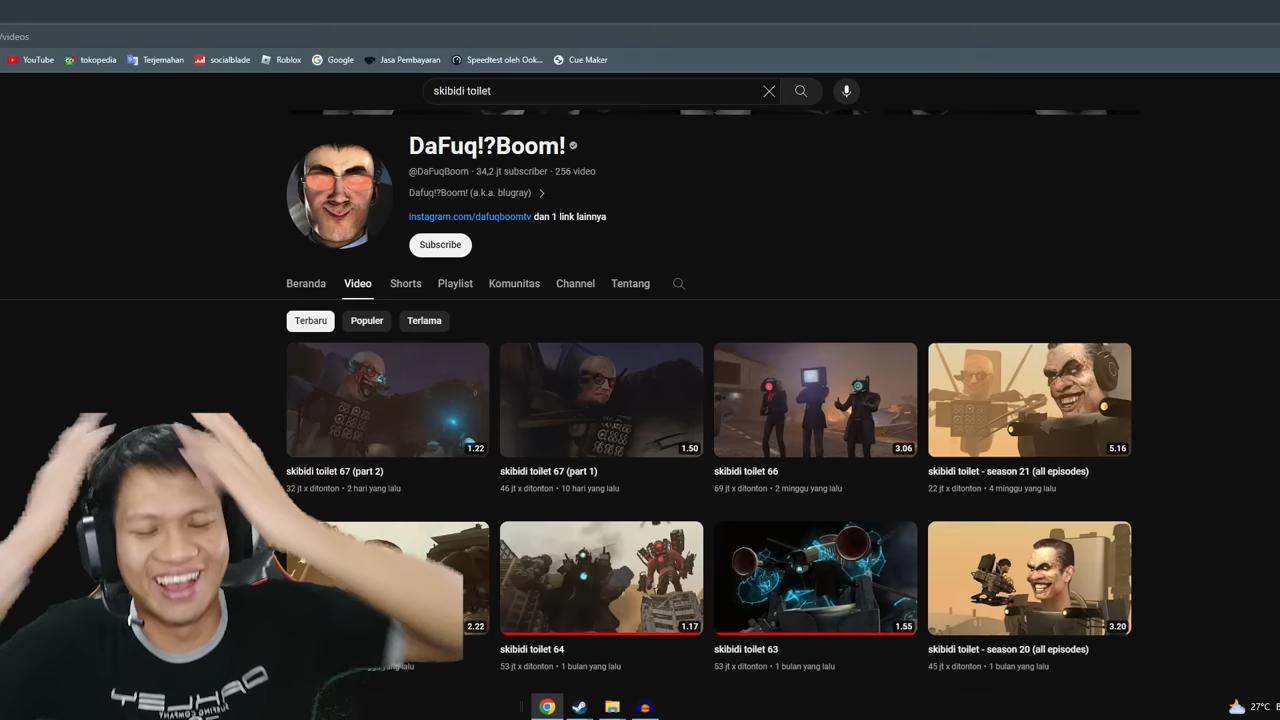 /videos
YouTube tokopedia Terjemahan socialblade Roblox Google Jasa Pembayaran Speedtest oleh Ook... Cue Maker
skibidi toilet
DaFuq!?Boom!
@DaFuqBoom · 34,2 jt subscriber · 256 video
Dafuq!?Boom! (a.k.a. blugray)
instagram.com/dafuqboomtv dan 1 link lainnya
Subscribe
Beranda Video Shorts Playlist Komunitas Channel Tentang
Terbaru Populer Terlama
1.22 1.50 3.06 5.16
skibidi toilet 67 (part 2) skibidi toilet 67 (part 1) skibidi toilet 66 skibidi toilet - season 21 (all episodes)
32 jt x ditonton • 2 hari yang lalu 46 jt x ditonton • 10 hari yang lalu 69 jt x ditonton • 2 minggu yang lalu 22 jt x ditonton • 4 minggu yang lalu
2.22 1.17 1.55 3.20
skibidi toilet 64 skibidi toilet 63 skibidi toilet - season 20 (all episodes)
lalu 53 jt x ditonton • 1 bulan yang lalu 53 jt x ditonton • 1 bulan yang lalu 45 jt x ditonton • 1 bulan yang lalu
27°C